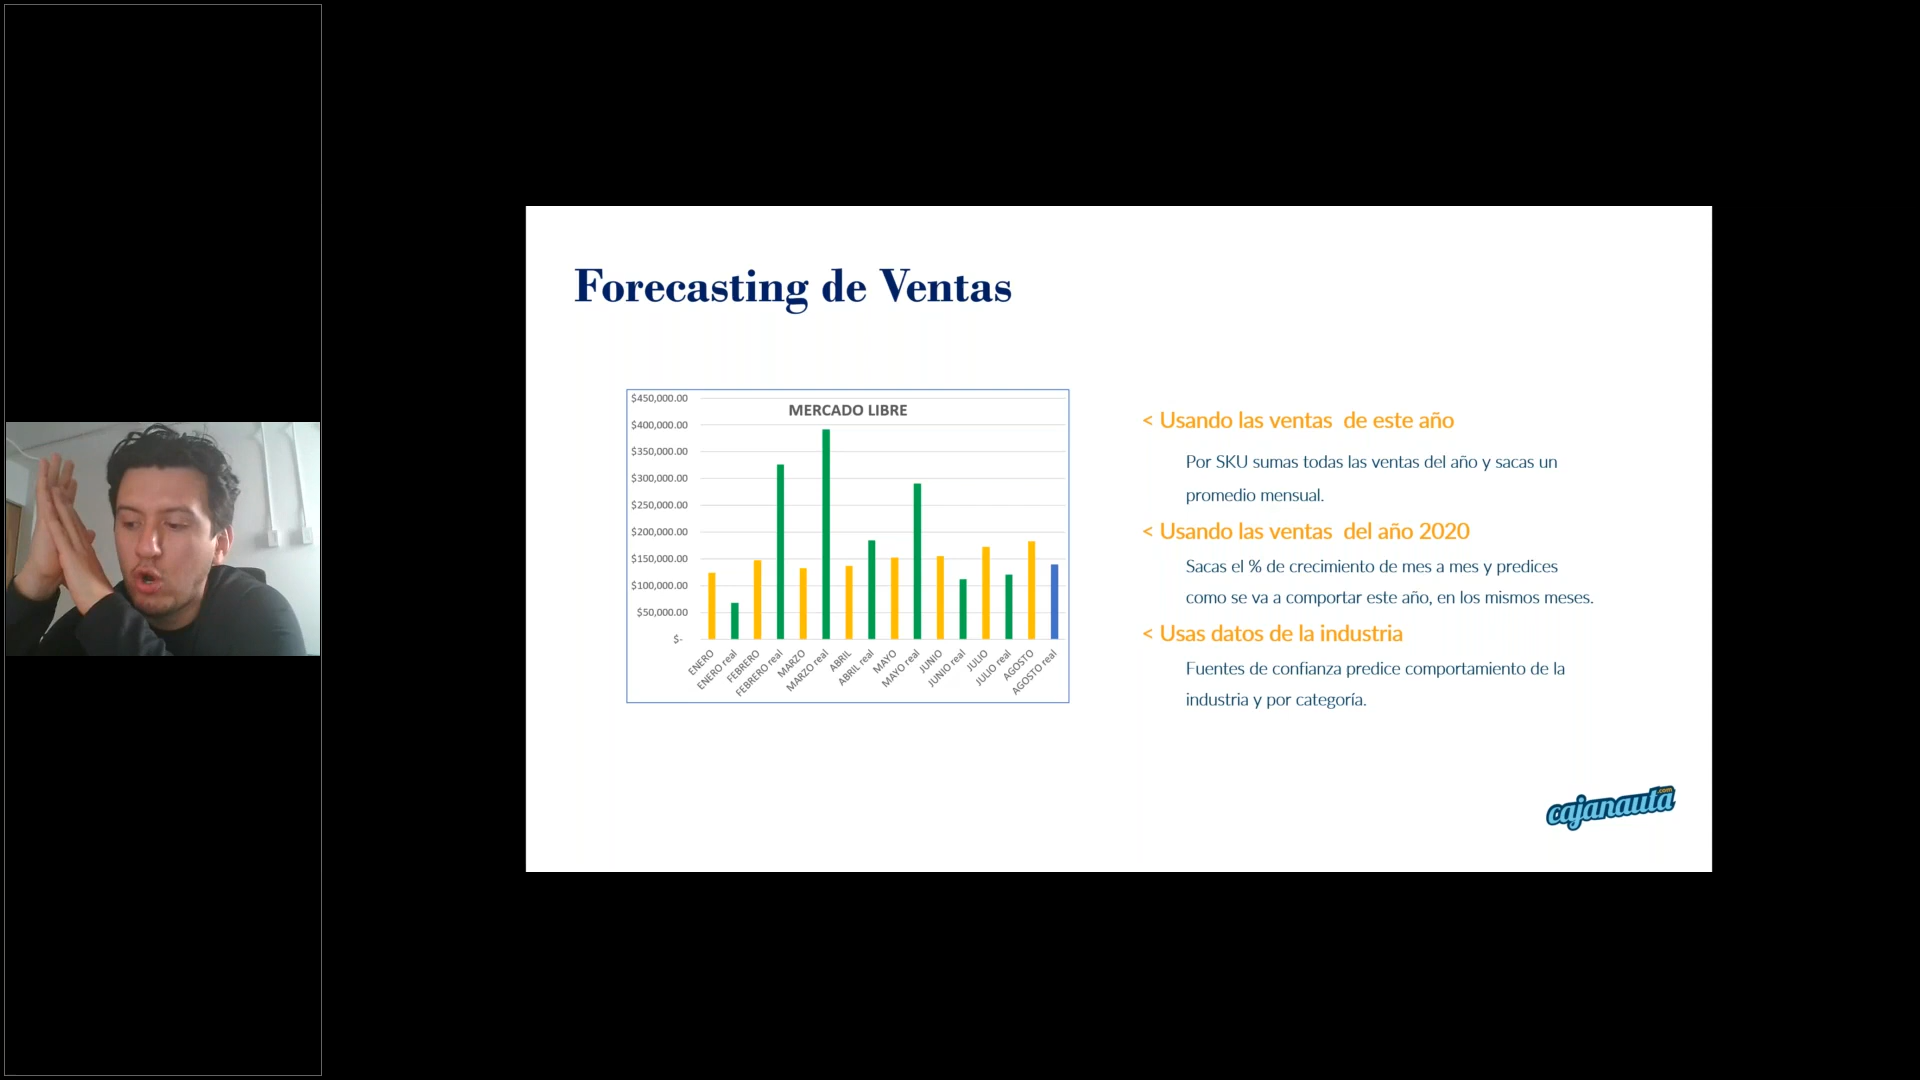 Forecasting de Ventas
MERCADO LIBRE
$450,000.00
$400,000.00
$350,000.00
$300,000.00
$250,000.00
$200,000.00
$150,000.00
$100,000.00
$50,000.00
$-
ENERO
ENERO real
FEBRERO
FEBRERO real
MARZO
MARZO real
ABRIL
ABRIL real
MAYO
MAYO real
JUNIO
JUNIO real
JULIO
JULIO real
AGOSTO
AGOSTO real
< Usando las ventas  de este año
Por SKU sumas todas las ventas del año y sacas un
promedio mensual.
< Usando las ventas  del año 2020
Sacas el % de crecimiento de mes a mes y predices
como se va a comportar este año, en los mismos meses.
< Usas datos de la industria
Fuentes de confianza predice comportamiento de la
industria y por categoría.
cajanauta.com